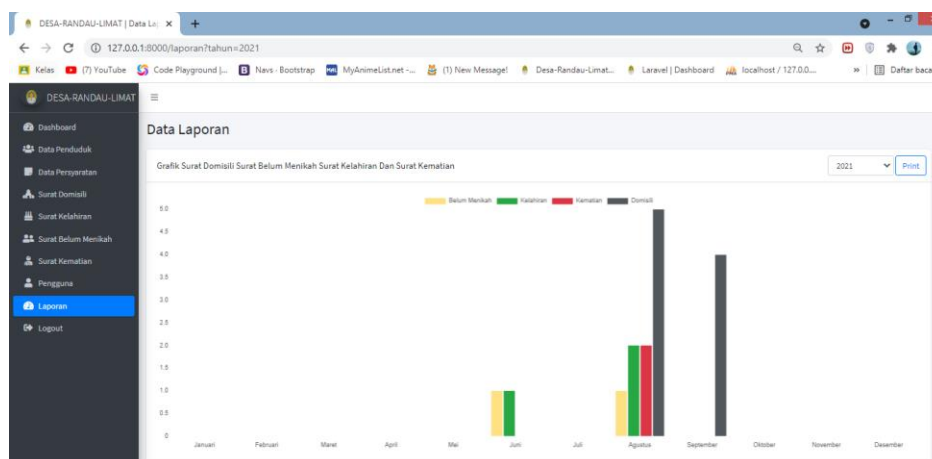 DESA-RANDAU-LIMAT | Data La
127.0.0.1:8000/laporan?tahun=2021
Kelas (7) YouTube Code Playground |... Navs · Bootstrap MyAnimeList.net -... (1) New Message! Desa-Randau-Limat... Laravel | Dashboard localhost / 127.0.0.... » Daftar baca
DESA-RANDAU-LIMAT
Dashboard
Data Penduduk
Data Persyaratan
Surat Domisili
Surat Kelahiran
Surat Belum Menikah
Surat Kematian
Pengguna
Laporan
Logout
Data Laporan
Grafik Surat Domisili Surat Belum Menikah Surat Kelahiran Dan Surat Kematian
2021 Print
Belum Menikah Kelahiran Kematian Domisili
5.0
4.5
4.0
3.5
3.0
2.5
2.0
1.5
1.0
0.5
0
Januari Februari Maret April Mei Juni Juli Agustus September Oktober November Desember